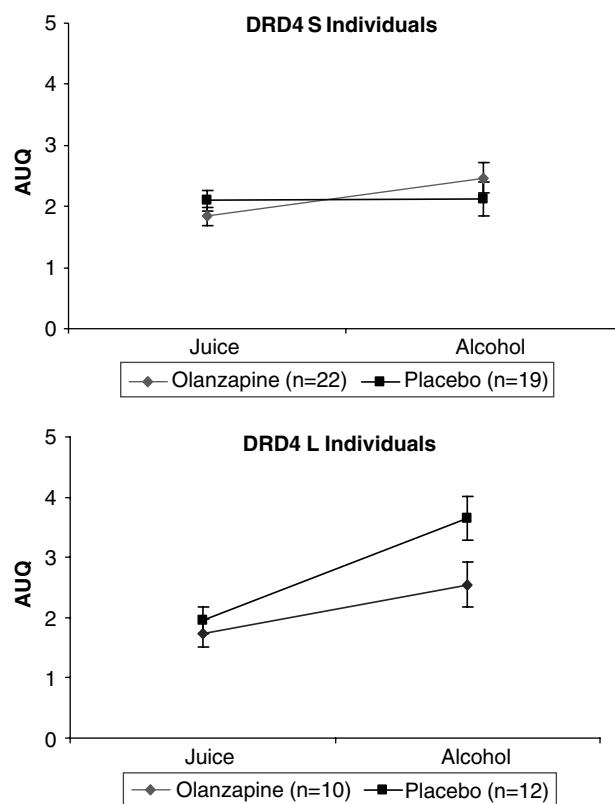 DRD4 S Individuals
5
4
3
2
1
0
AUQ
Juice Alcohol
Olanzapine (n=22) Placebo (n=19)
DRD4 L Individuals
5
4
3
2
1
0
AUQ
Juice Alcohol
Olanzapine (n=10) Placebo (n=12)